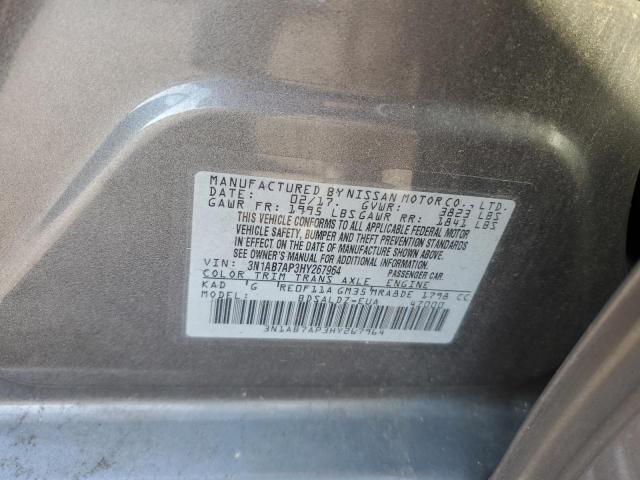 MANUFACTURED BY NISSAN MOTOR CO., LTD.
DATE: 02/17. GVWR: 3823 LBS
GAWR FR: 1995 LBS GAWR RR: 1841 LBS
THIS VEHICLE CONFORMS TO ALL APPLICABLE FEDERAL MOTOR
VEHICLE SAFETY, BUMPER AND THEFT PREVENTION STANDARDS
IN EFFECT ON THE DATE OF MANUFACTURE SHOWN ABOVE.
SEE OWNER'S MANUAL OR INFORMATION.
VIN: 3N1AB7AP3HY267964 PASSENGER CAR
COLOR TRIM TRANS AXLE ENGINE
KAD G RE0F11A GM35 MRA8DE 1798 CC
MODEL: BDSALDZ-EUA 47000
3N1AB7AP3HY267964